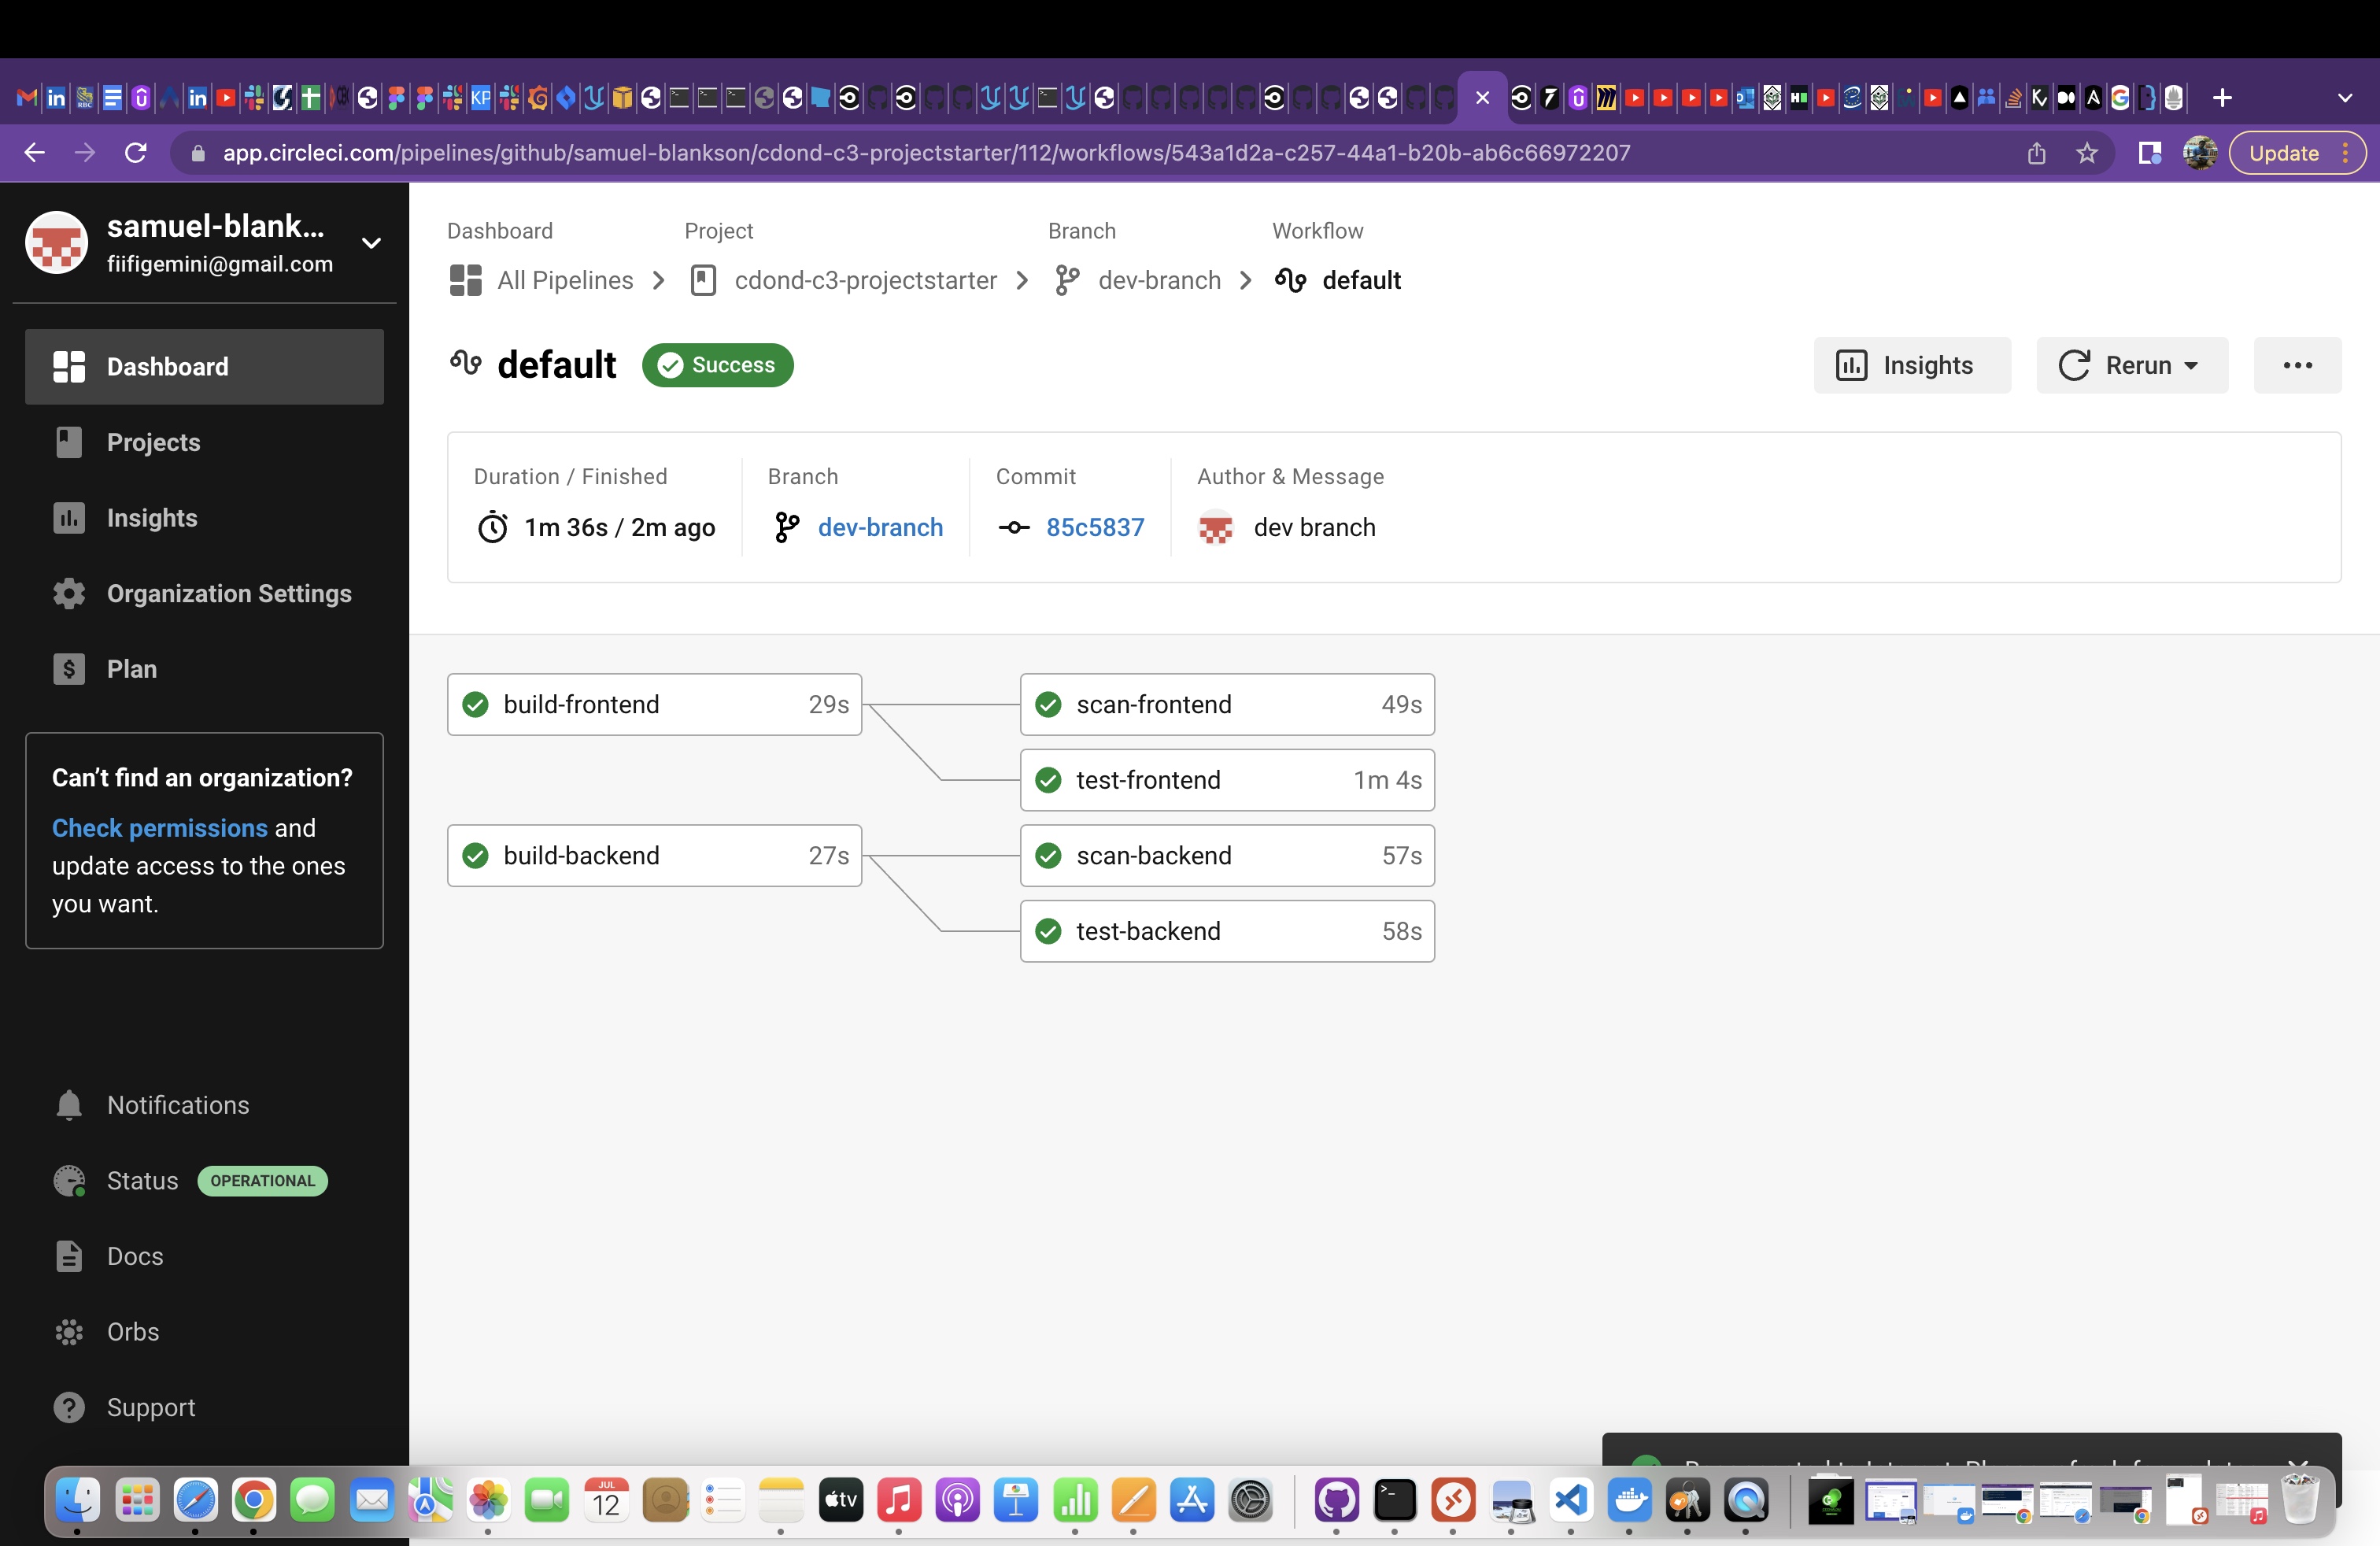 app.circleci.com/pipelines/github/samuel-blankson/cdond-c3-projectstarter/112/workflows/543a1d2a-c257-44a1-b20b-ab6c66972207
Update
samuel-blank...
fiifigemini@gmail.com
Dashboard
Projects
Insights
Organization Settings
Plan
Can't find an organization?
Check permissions and
update access to the ones
you want.
Notifications
Status OPERATIONAL
Docs
Orbs
Support
Dashboard Project Branch Workflow
All Pipelines cdond-c3-projectstarter dev-branch default
default Success
Insights Rerun
Duration / Finished Branch Commit Author & Message
1m 36s / 2m ago dev-branch 85c5837 dev branch
build-frontend 29s scan-frontend 49s
test-frontend 1m 4s
build-backend 27s scan-backend 57s
test-backend 58s
JUL
12
tv